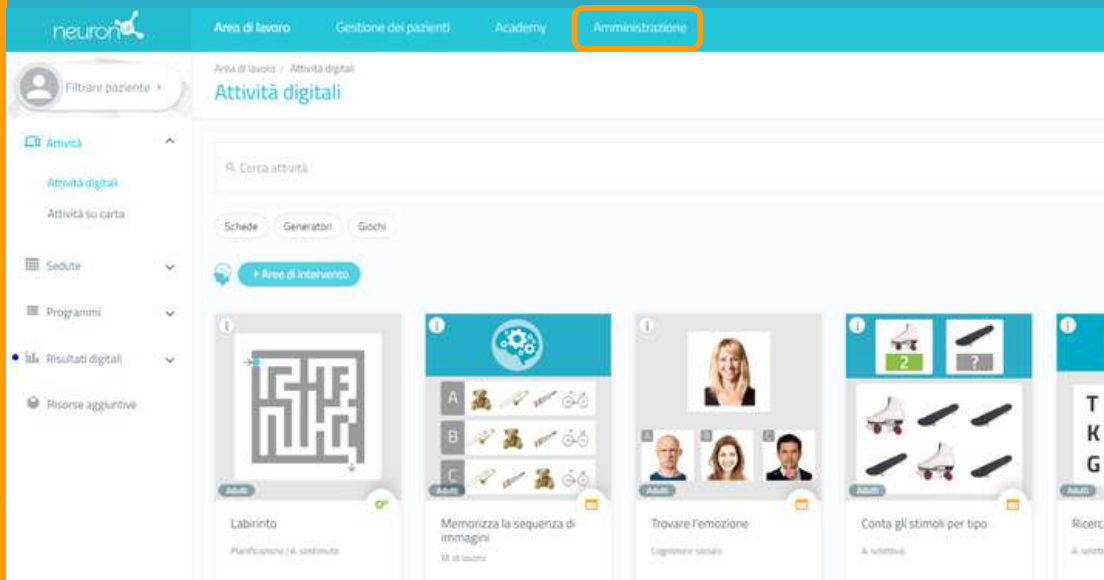 neuronUP
Area di lavoro
Gestione dei pazienti
Academy
Amministrazione
Filtrare paziente
Area di lavoro / Attività digitali
Attività digitali
Attività
Attività digitali
Attività su carta
Sedute
Programmi
Risultati digitali
Risorse aggiuntive
Cerca attività
Schede
Generatori
Giochi
+ Aree di intervento
i
Adulti
Labirinto
Pianificazione | A. sostenuta
i
A
B
C
Adulti
Memorizza la sequenza di
immagini
M. di lavoro
i
A
B
C
Adulti
Trovare l'emozione
Cognizione sociale
i
2
?
Adulti
Conta gli stimoli per tipo
A. selettiva
i
T
K
G
Adulti